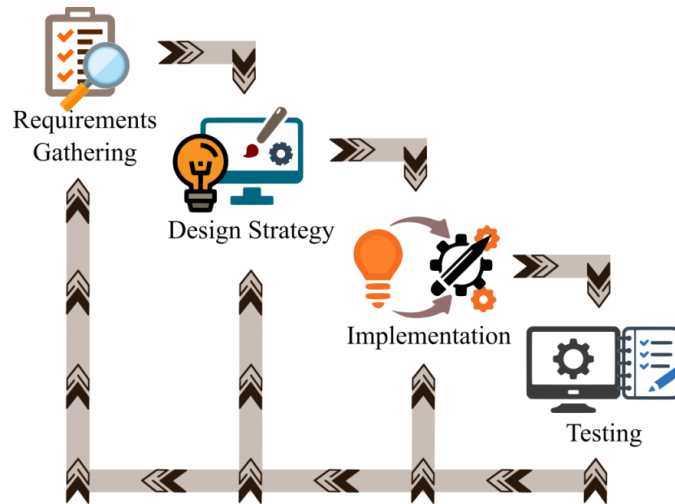 Requirements
Gathering
Design Strategy
Implementation
Testing